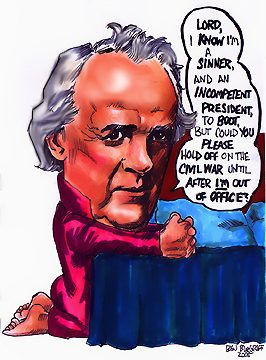 LORD,
I KNOW I'M
A
SINNER,
AND AN
INCOMPETENT
PRESIDENT,
TO BOOT,
BUT COULD YOU
PLEASE
HOLD OFF ON THE
CIVIL WAR UNTIL
AFTER I'M OUT
OF OFFICE?